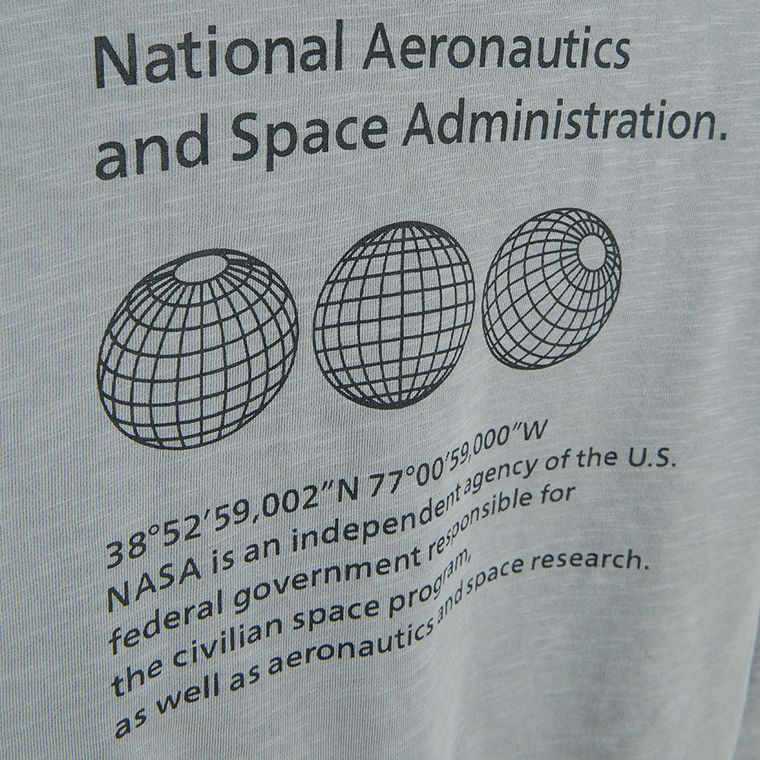 National Aeronautics
and Space Administration.
38°52′59,002″N 77°00′59,000″W
NASA is an independent agency of the U.S.
federal government responsible for
the civilian space program,
as well as aeronautics and space research.